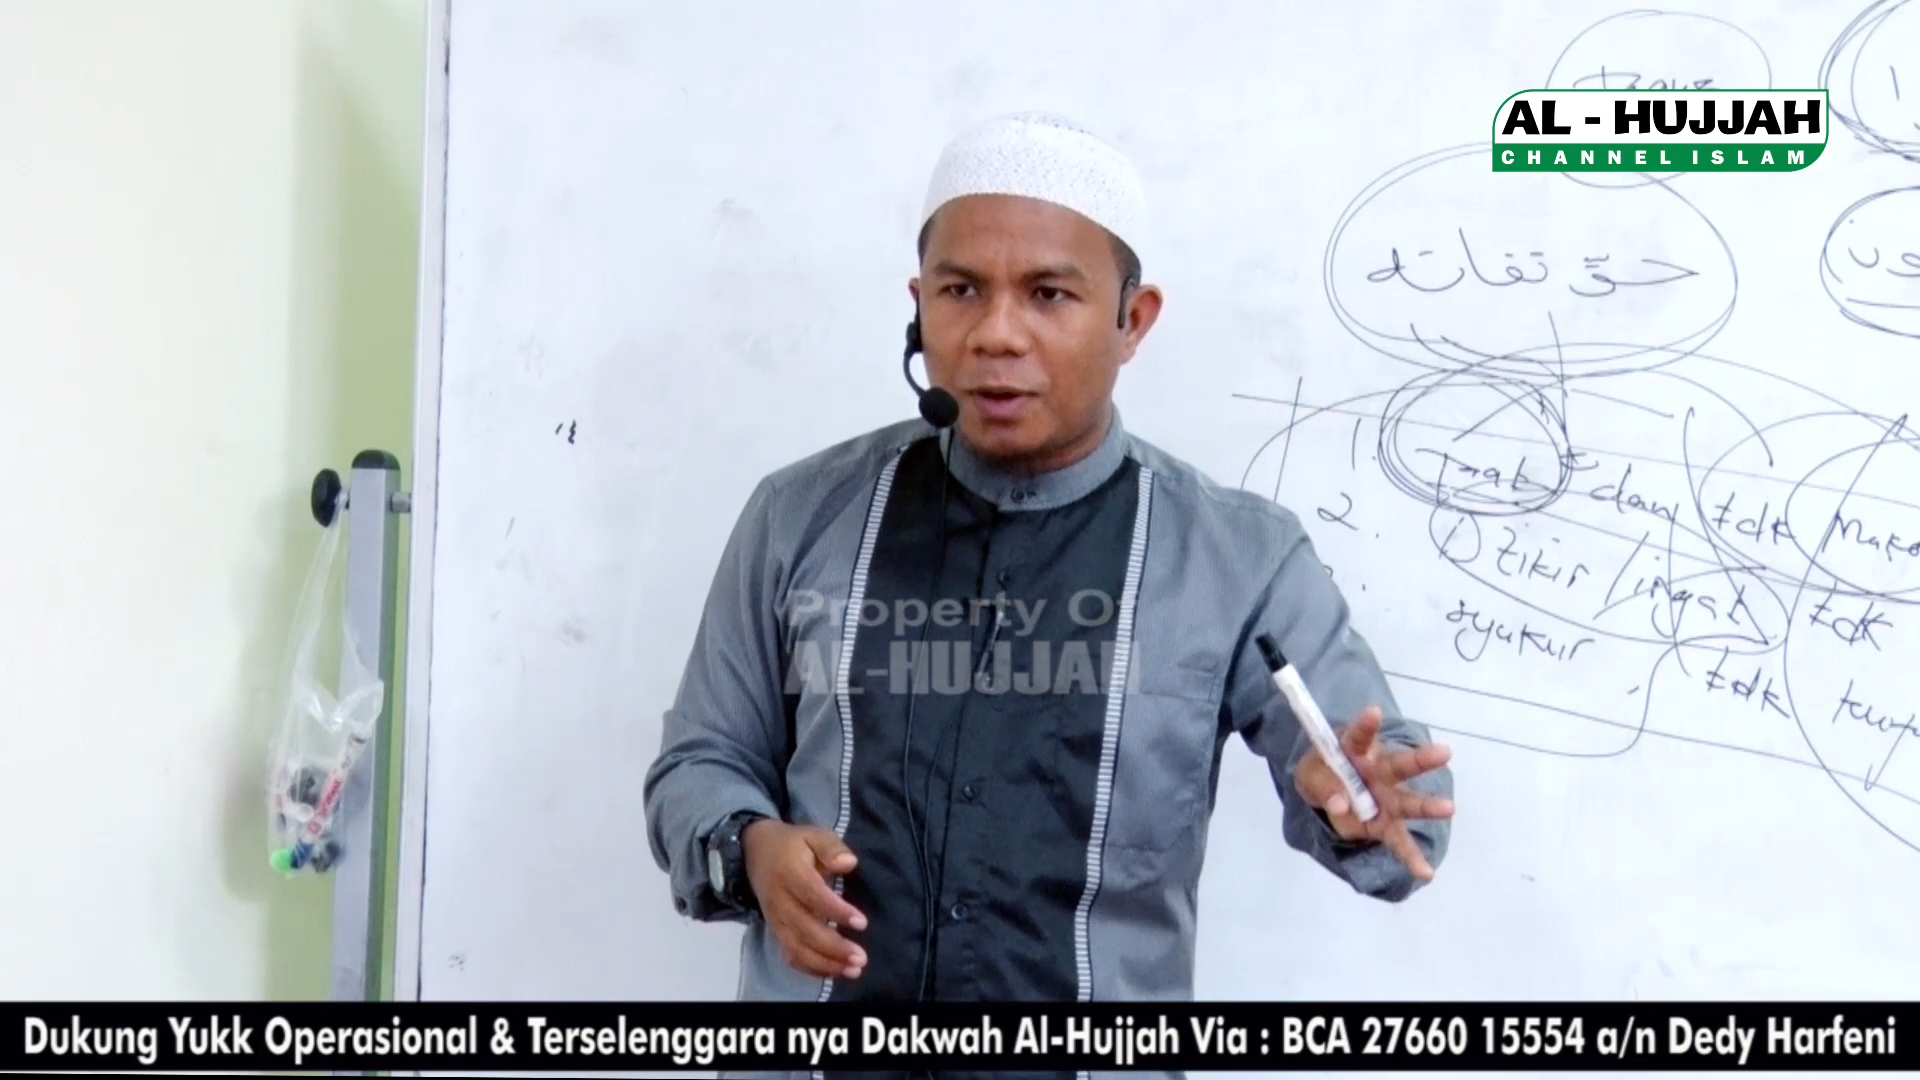 AL - HUJJAH
CHANNEL ISLAM
حقّ تقاته
1. Taat dan tdk
2. Dzikir / ingat tdk
syukur tdk
Property Of
AL-HUJJAH
Dukung Yukk Operasional & Terselenggara nya Dakwah Al-Hujjah Via : BCA 27660 15554 a/n Dedy Harfeni